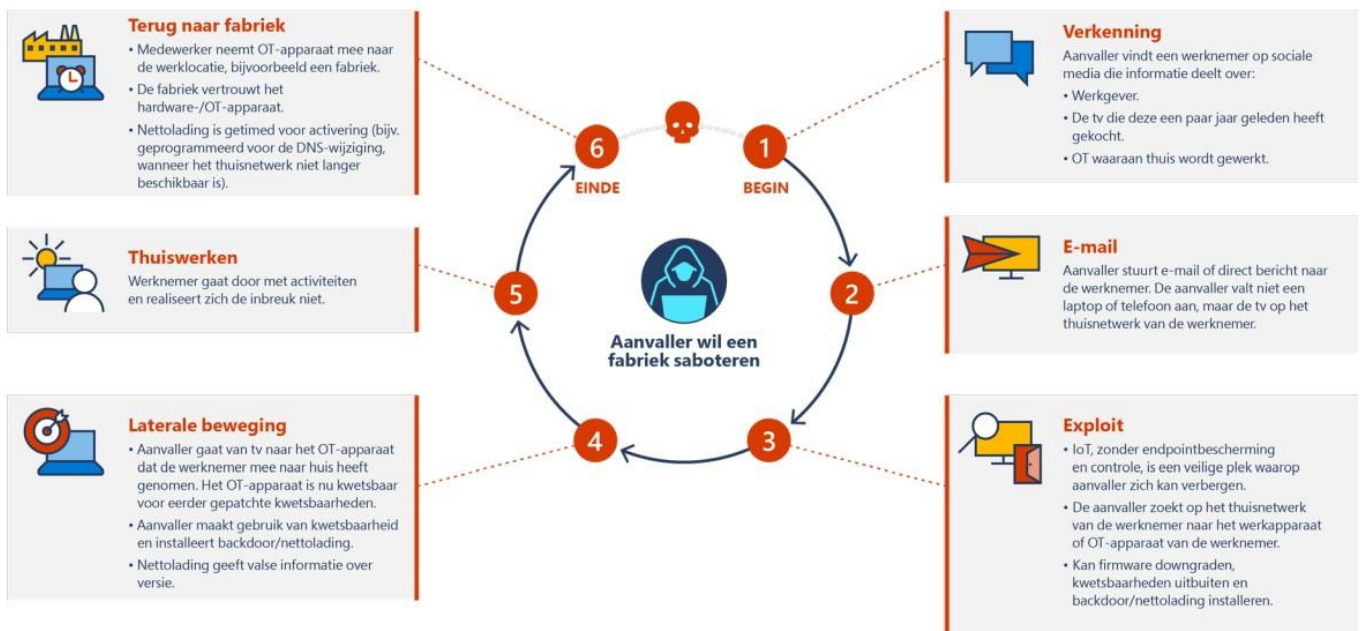 Terug naar fabriek
• Medewerker neemt OT-apparaat mee naar
de werklocatie, bijvoorbeeld een fabriek.
• De fabriek vertrouwt het
hardware-/OT-apparaat.
• Nettolading is getimed voor activering (bijv.
geprogrammeerd voor de DNS-wijziging,
wanneer het thuisnetwerk niet langer
beschikbaar is).
Thuiswerken
Werknemer gaat door met activiteiten
en realiseert zich de inbreuk niet.
Laterale beweging
• Aanvaller gaat van tv naar het OT-apparaat
dat de werknemer mee naar huis heeft
genomen. Het OT-apparaat is nu kwetsbaar
voor eerder gepatchte kwetsbaarheden.
• Aanvaller maakt gebruik van kwetsbaarheid
en installeert backdoor/nettolading.
• Nettolading geeft valse informatie over
versie.
6
EINDE
1
BEGIN
5
2
Aanvaller wil een
fabriek saboteren
4
3
Verkenning
Aanvaller vindt een werknemer op sociale
media die informatie deelt over:
• Werkgever.
• De tv die deze een paar jaar geleden heeft
gekocht.
• OT waaraan thuis wordt gewerkt.
E-mail
Aanvaller stuurt e-mail of direct bericht naar
de werknemer. De aanvaller valt niet een
laptop of telefoon aan, maar de tv op het
thuisnetwerk van de werknemer.
Exploit
• IoT, zonder endpointbescherming
en controle, is een veilige plek waarop
aanvaller zich kan verbergen.
• De aanvaller zoekt op het thuisnetwerk
van de werknemer naar het werkapparaat
of OT-apparaat van de werknemer.
• Kan firmware downgraden,
kwetsbaarheden uitbuiten en
backdoor/nettolading installeren.